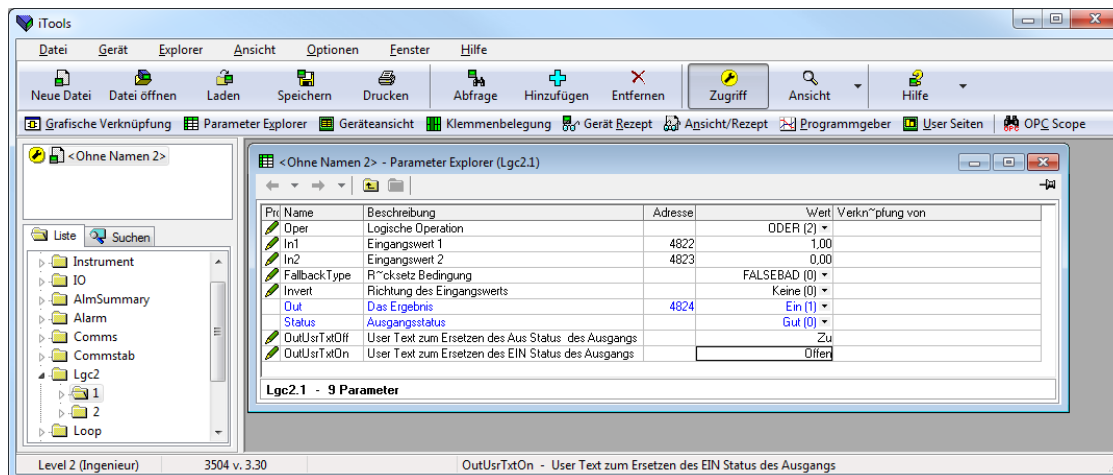 iTools
Datei Gerät Explorer Ansicht Optionen Fenster Hilfe
Neue Datei Datei öffnen Laden Speichern Drucken Abfrage Hinzufügen Entfernen Zugriff Ansicht Hilfe
Grafische Verknüpfung Parameter Explorer Geräteansicht Klemmenbelegung Gerät Rezept Ansicht/Rezept Programmgeber User Seiten OPC Scope
<Ohne Namen 2>
Liste Suchen
Instrument
IO
AlmSummary
Alarm
Comms
Commstab
Lgc2
1
2
Loop
<Ohne Namen 2> - Parameter Explorer (Lgc2.1)
Pro Name Beschreibung Adresse Wert Verkn~pfung von
Oper Logische Operation ODER (2)
In1 Eingangswert 1 4822 1,00
In2 Eingangswert 2 4823 0,00
FallbackType R~cksetz Bedingung FALSEBAD (0)
Invert Richtung des Eingangswerts Keine (0)
Out Das Ergebnis 4824 Ein (1)
Status Ausgangsstatus Gut (0)
OutUsrTxtOff User Text zum Ersetzen des Aus Status des Ausgangs Zu
OutUsrTxtOn User Text zum Ersetzen des EIN Status des Ausgangs Offen
Lgc2.1 - 9 Parameter
Level 2 (Ingenieur) 3504 v. 3.30 OutUsrTxtOn - User Text zum Ersetzen des EIN Status des Ausgangs